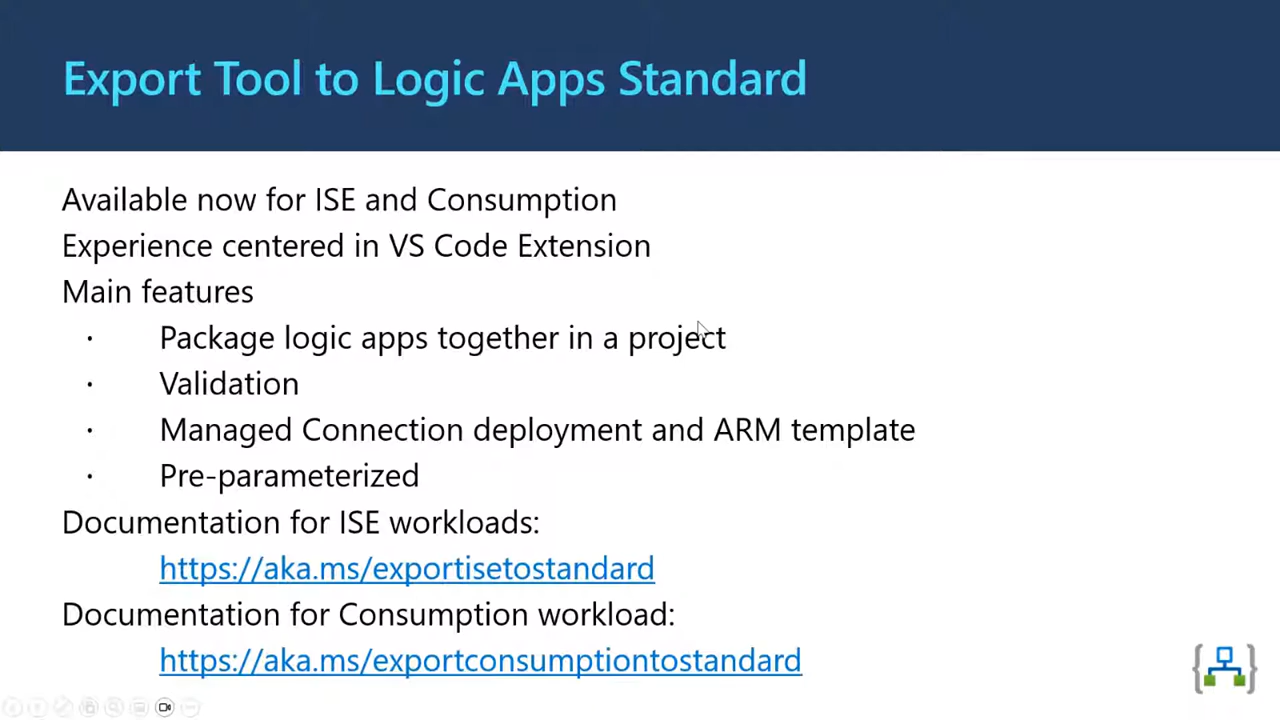 Export Tool to Logic Apps Standard
Available now for ISE and Consumption
Experience centered in VS Code Extension
Main features
· Package logic apps together in a project
· Validation
· Managed Connection deployment and ARM template
· Pre-parameterized
Documentation for ISE workloads:
https://aka.ms/exportisetostandard
Documentation for Consumption workload:
https://aka.ms/exportconsumptiontostandard